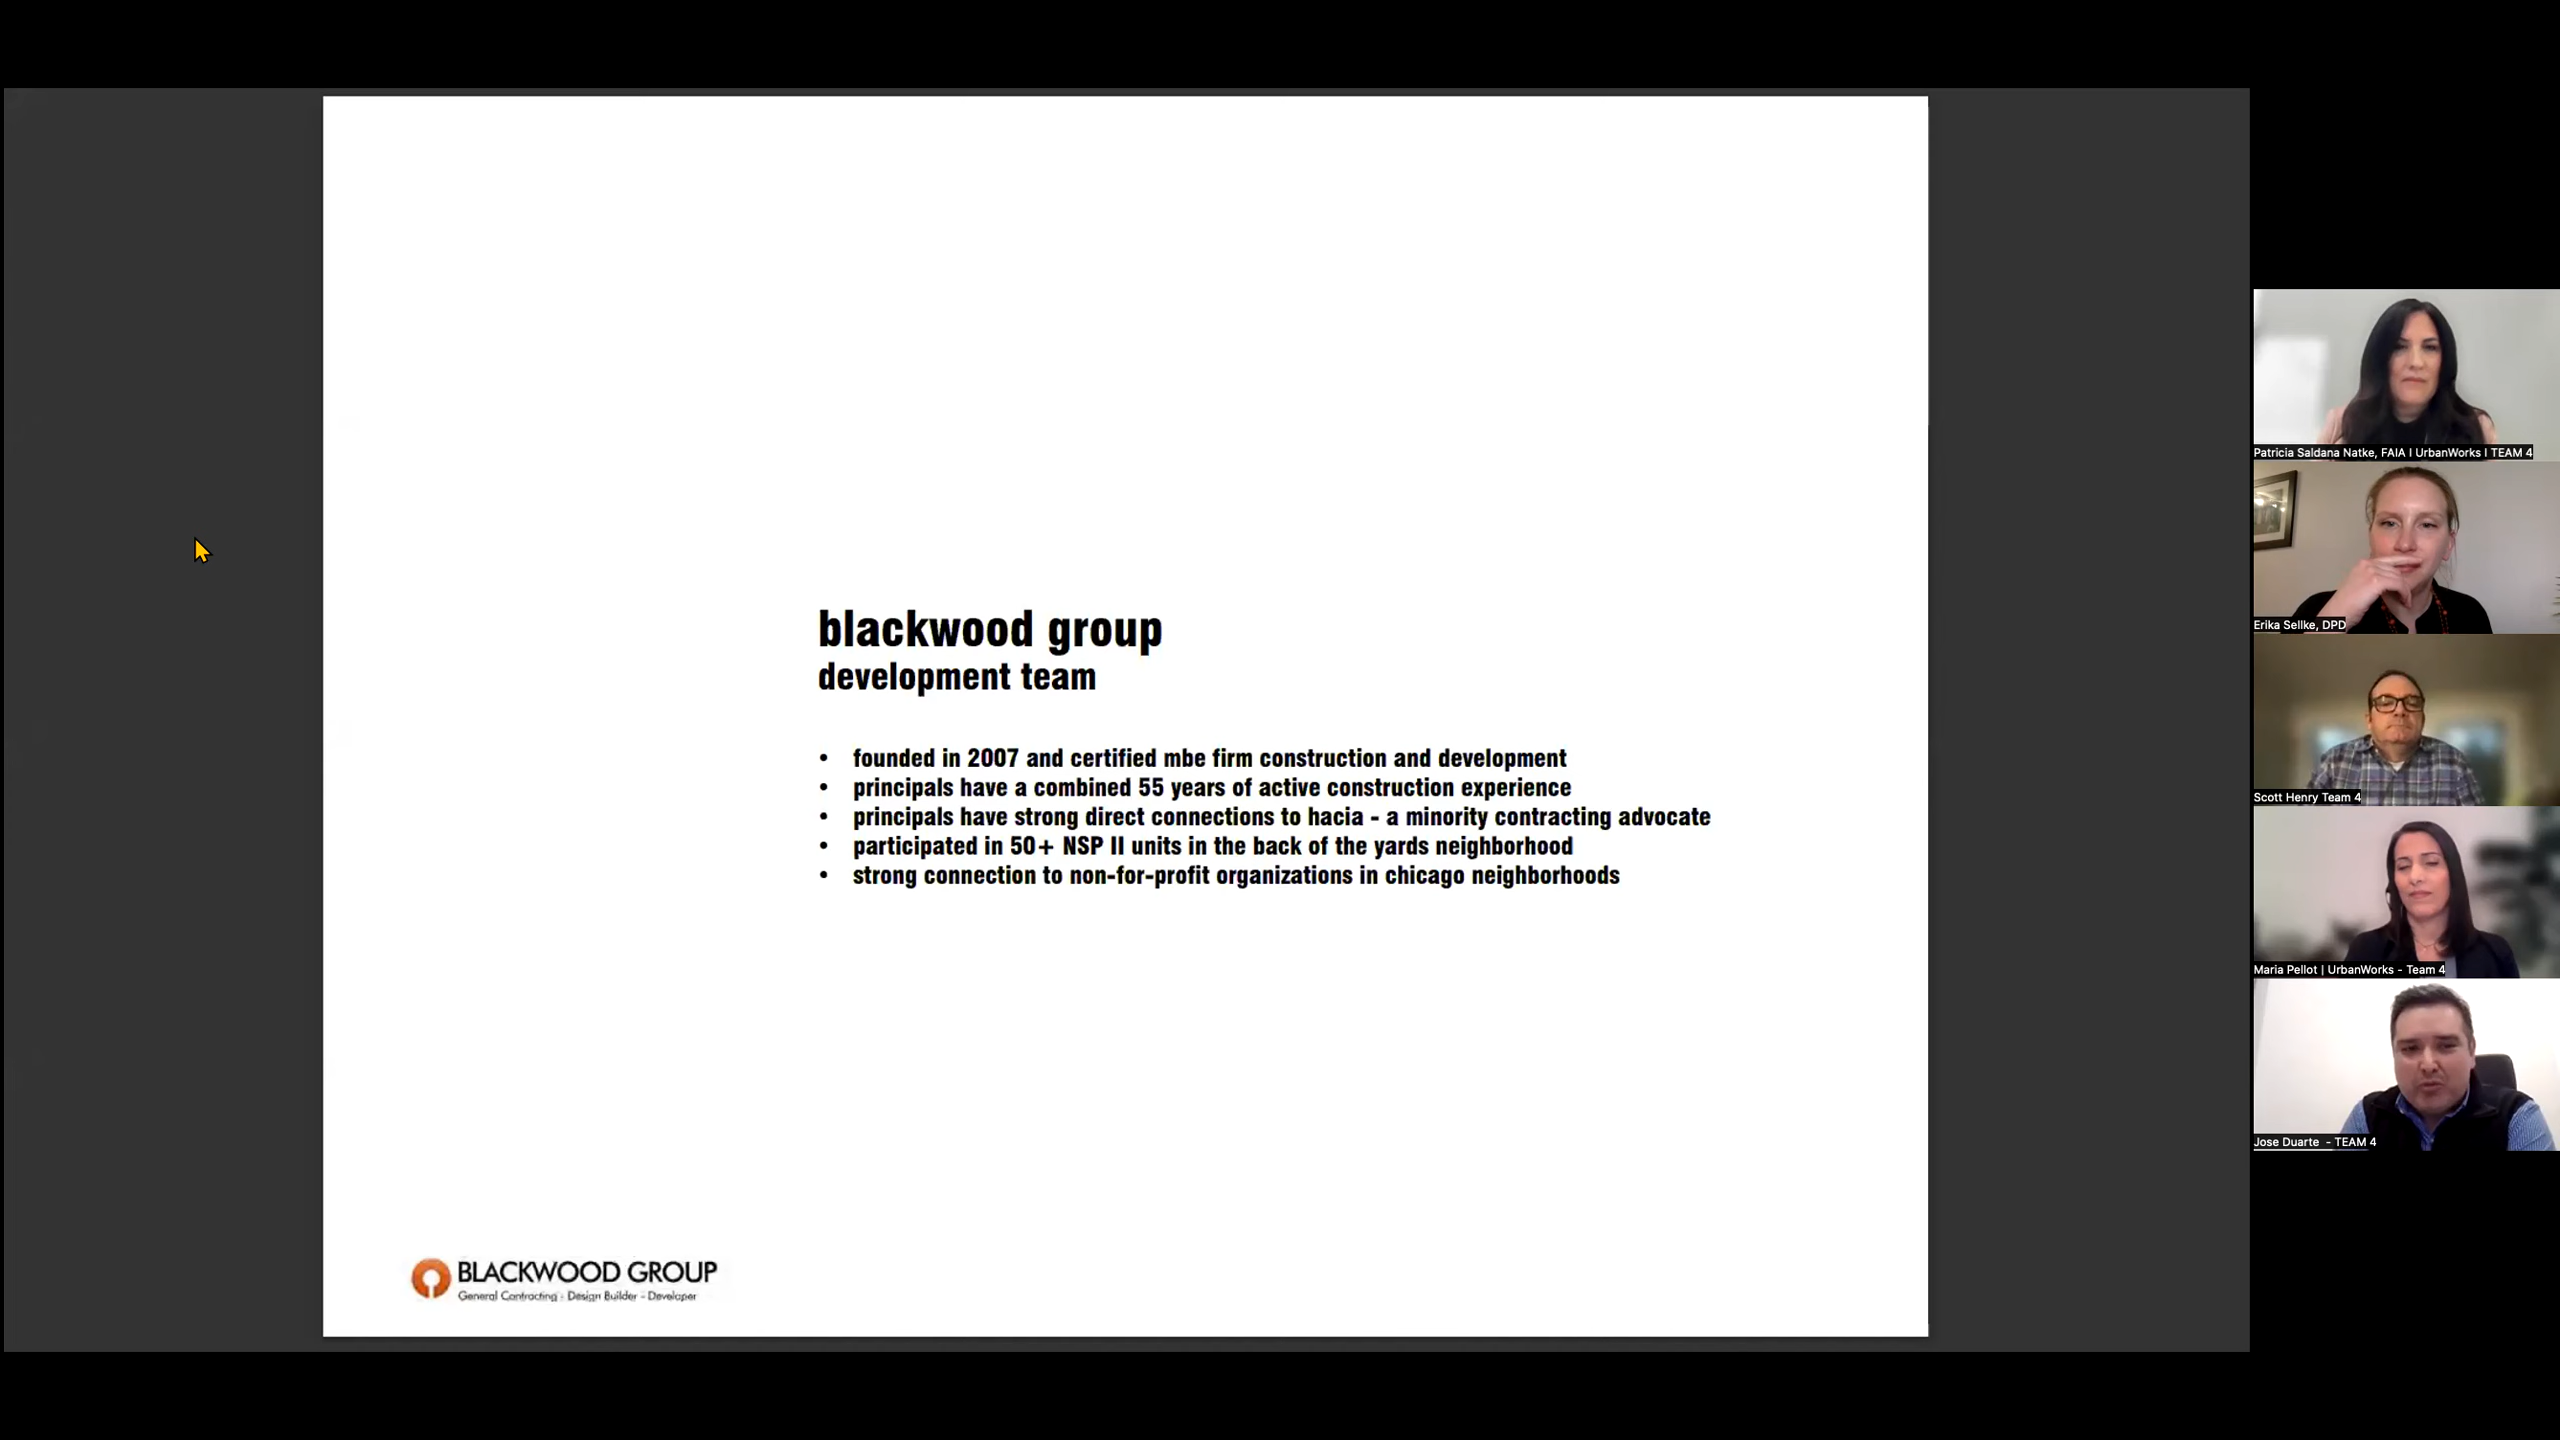 blackwood group
development team
• founded in 2007 and certified mbe firm construction and development
• principals have a combined 55 years of active construction experience
• principals have strong direct connections to hacia - a minority contracting advocate
• participated in 50+ NSP II units in the back of the yards neighborhood
• strong connection to non-for-profit organizations in chicago neighborhoods
BLACKWOOD GROUP
General Contracting - Design Builder - Developer
Patricia Saldana Natke, FAIA I UrbanWorks I TEAM 4
Erika Sellke, DPD
Scott Henry Team 4
Maria Pellot | UrbanWorks - Team 4
Jose Duarte - TEAM 4